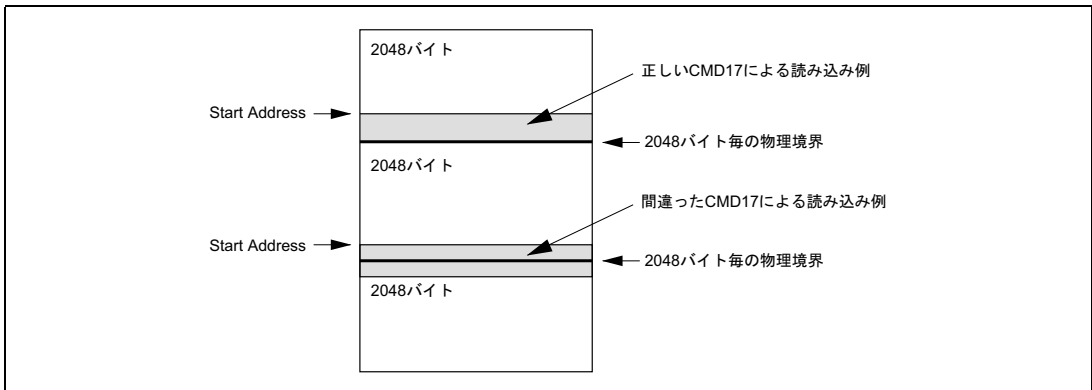 2048バイト
正しいCMD17による読み込み例
Start Address
2048バイト毎の物理境界
2048バイト
間違ったCMD17による読み込み例
Start Address
2048バイト毎の物理境界
2048バイト